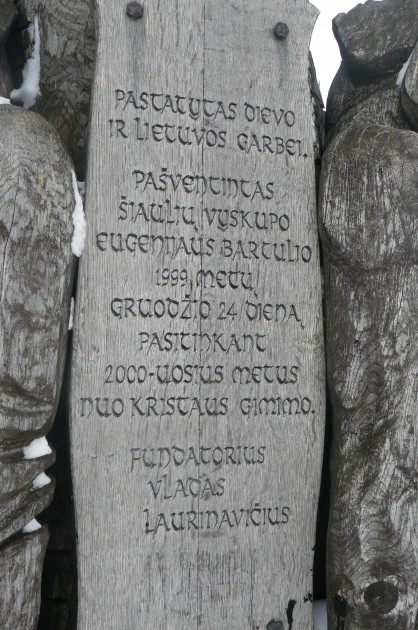 PASTATYTAS DIEVO
IR LIETUVOS GARBEI.
PAŠVENTINTAS
ŠIAULIŲ VYSKUPO
EUGENIJAUS BARTULIO
1999 METŲ
GRUODŽIO 24 DIENĄ
PASITINKANT
2000-UOSIUS METUS
NUO KRISTAUS GIMIMO.
FUNDATORIUS
VLADAS
LAURINAVIČIUS